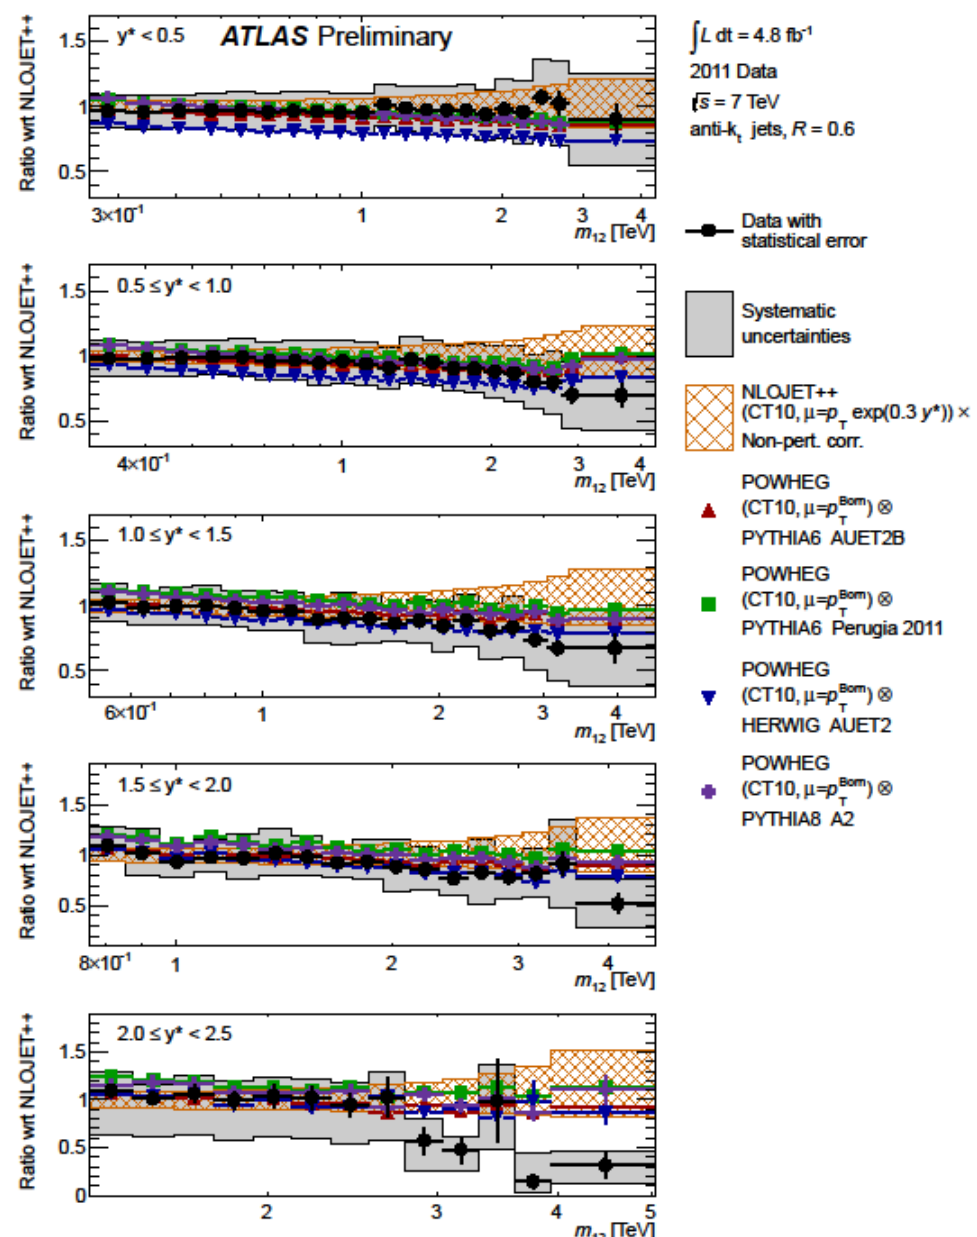 y* < 0.5 ATLAS Preliminary
Ratio wrt NLOJET++
1.5
1
0.5
3×10⁻¹ 1 2 3 4
m₁₂ [TeV]
∫L dt = 4.8 fb⁻¹
2011 Data
√s = 7 TeV
anti-kₜ jets, R = 0.6
Data with
statistical error
Systematic
uncertainties
NLOJET++
(CT10, μ=p_T exp(0.3 y*)) ×
Non-pert. corr.
POWHEG
(CT10, μ=p_T^Born) ⊗
PYTHIA6 AUET2B
POWHEG
(CT10, μ=p_T^Born) ⊗
PYTHIA6 Perugia 2011
POWHEG
(CT10, μ=p_T^Born) ⊗
HERWIG AUET2
POWHEG
(CT10, μ=p_T^Born) ⊗
PYTHIA8 A2
0.5 ≤ y* < 1.0
Ratio wrt NLOJET++
1.5
1
0.5
4×10⁻¹ 1 2 3 4
m₁₂ [TeV]
1.0 ≤ y* < 1.5
Ratio wrt NLOJET++
1.5
1
0.5
6×10⁻¹ 1 2 3 4
m₁₂ [TeV]
1.5 ≤ y* < 2.0
Ratio wrt NLOJET++
1.5
1
0.5
8×10⁻¹ 1 2 3 4
m₁₂ [TeV]
2.0 ≤ y* < 2.5
Ratio wrt NLOJET++
1.5
1
0.5
0
2 3 4 5
m₁₂ [TeV]